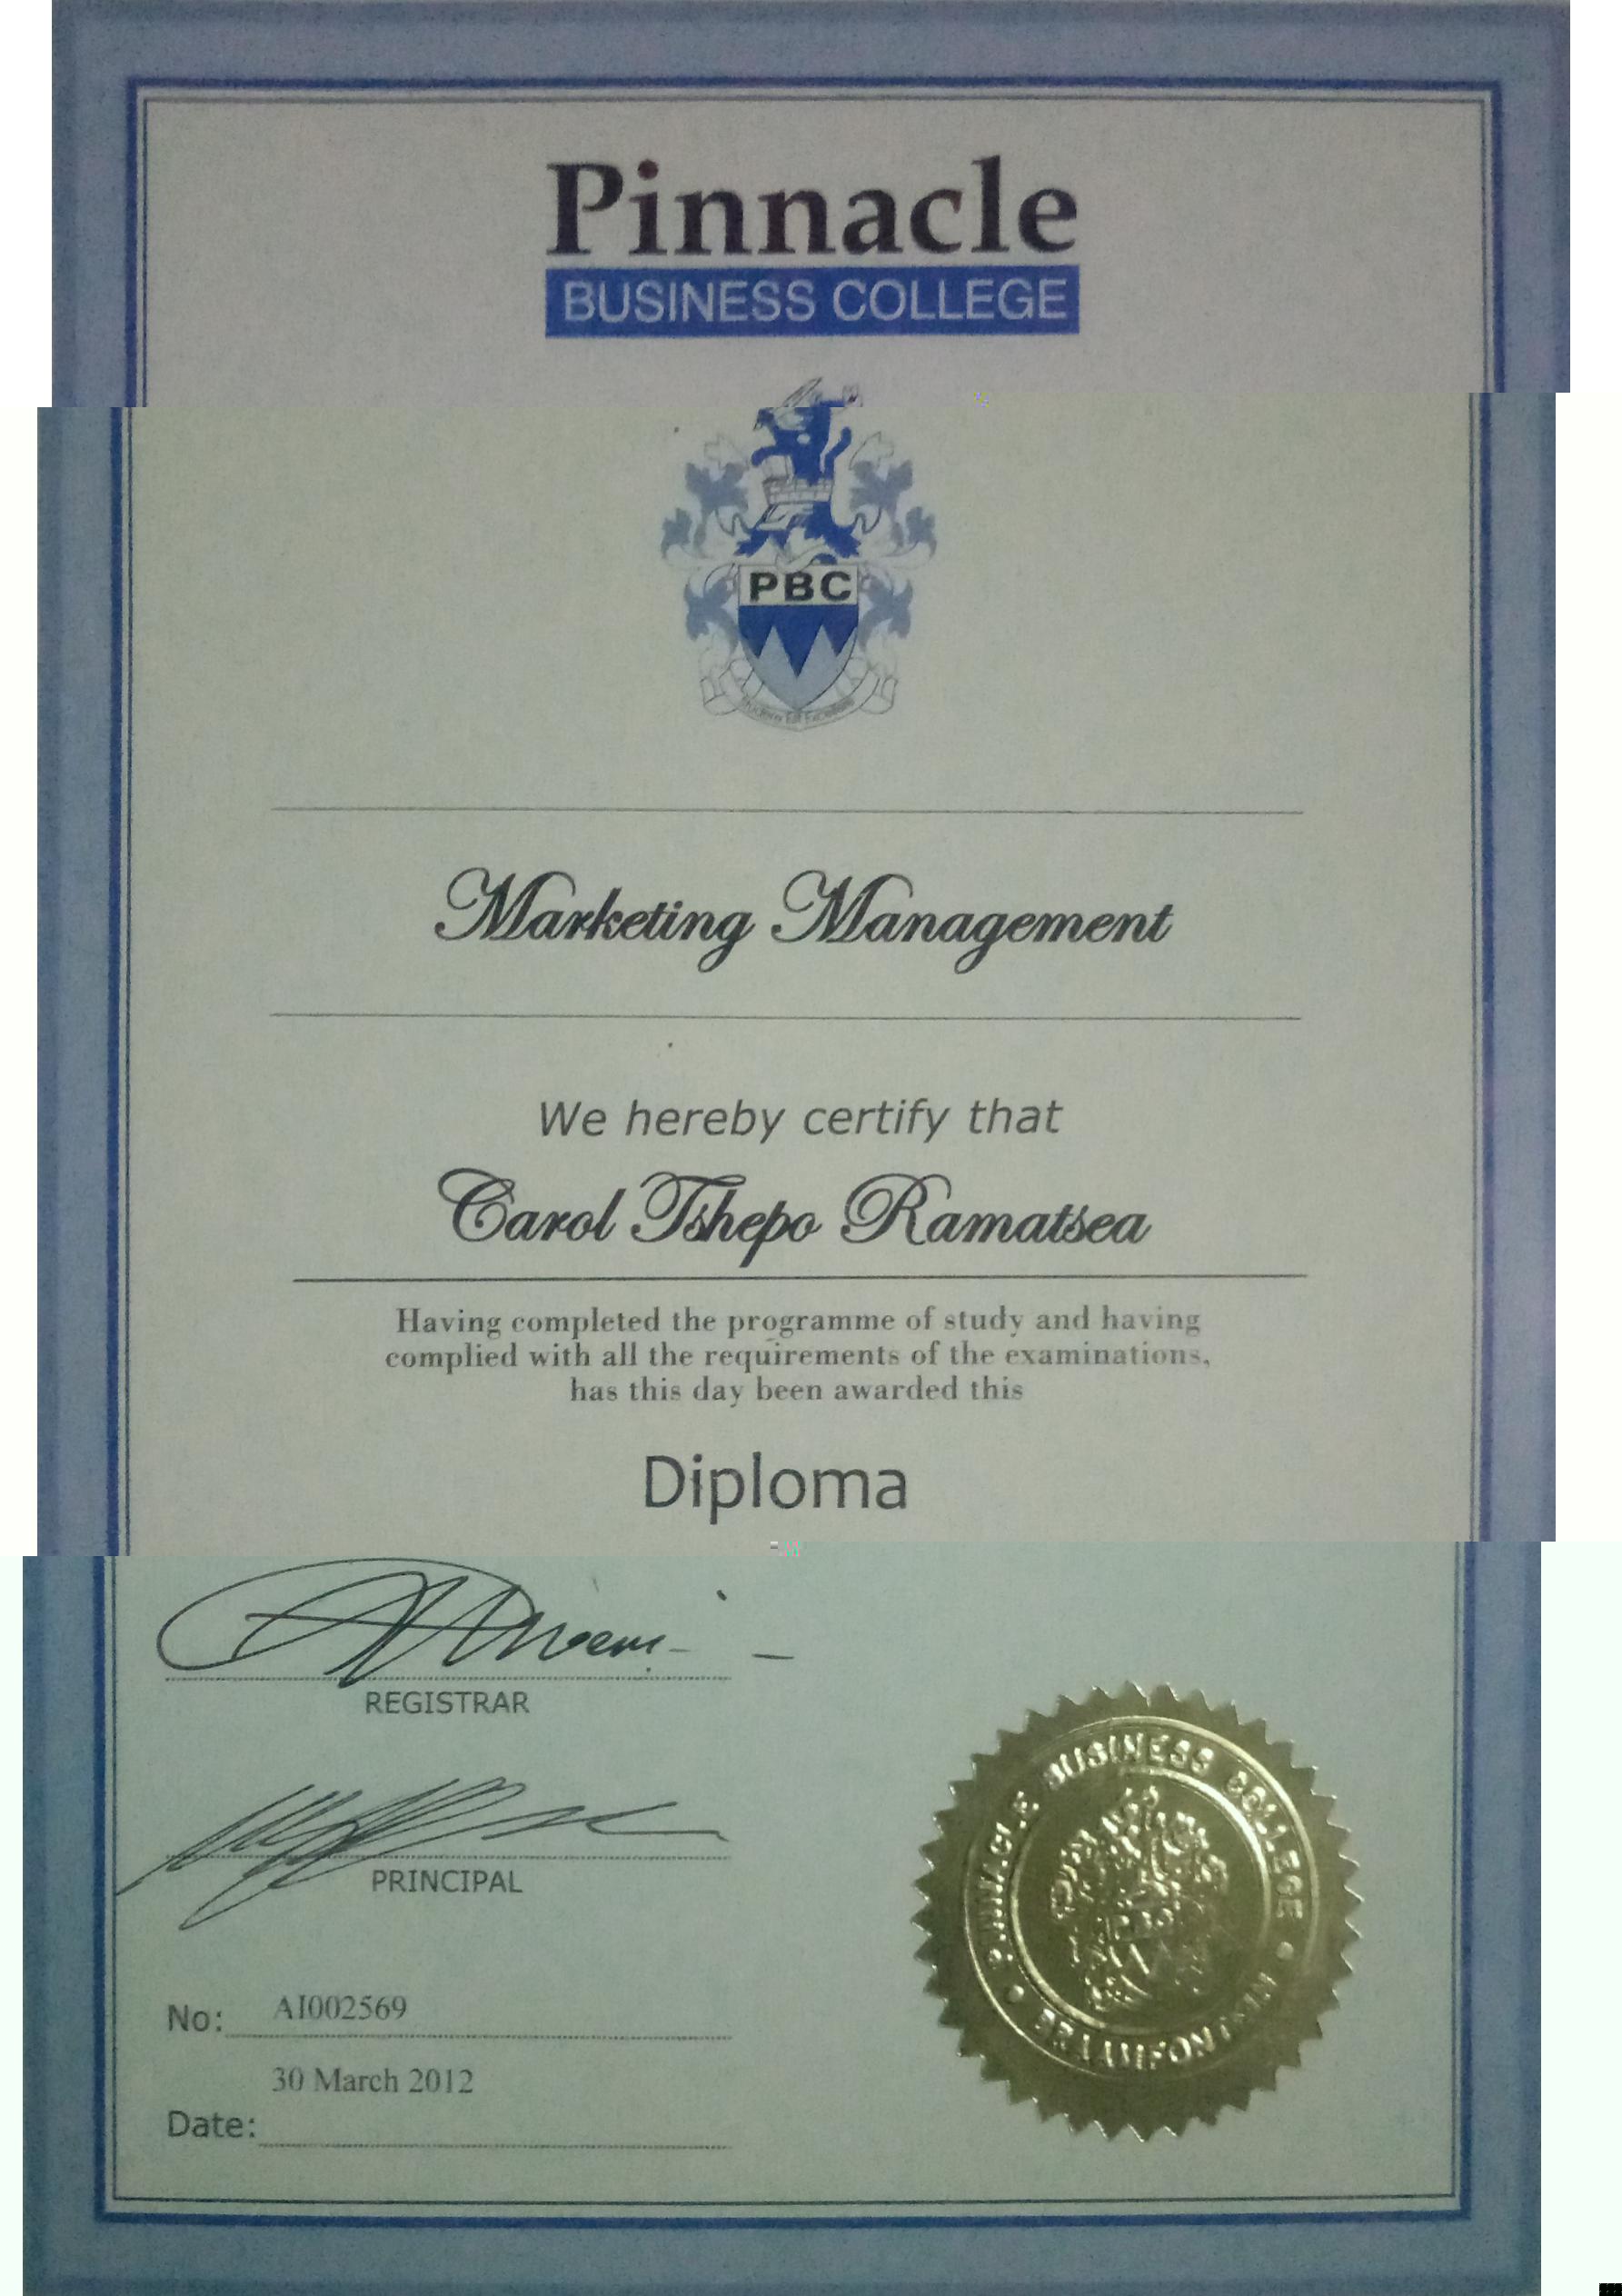 Pinnacle
BUSINESS COLLEGE
PBC
Marketing Management
We hereby certify that
Carol Tshepo Ramatsea
Having completed the programme of study and having
complied with all the requirements of the examinations,
has this day been awarded this
Diploma
REGISTRAR
PRINCIPAL
No: AI002569
30 March 2012
Date:
PINNACLE BUSINESS COLLEGE
BRAAMFONTEIN